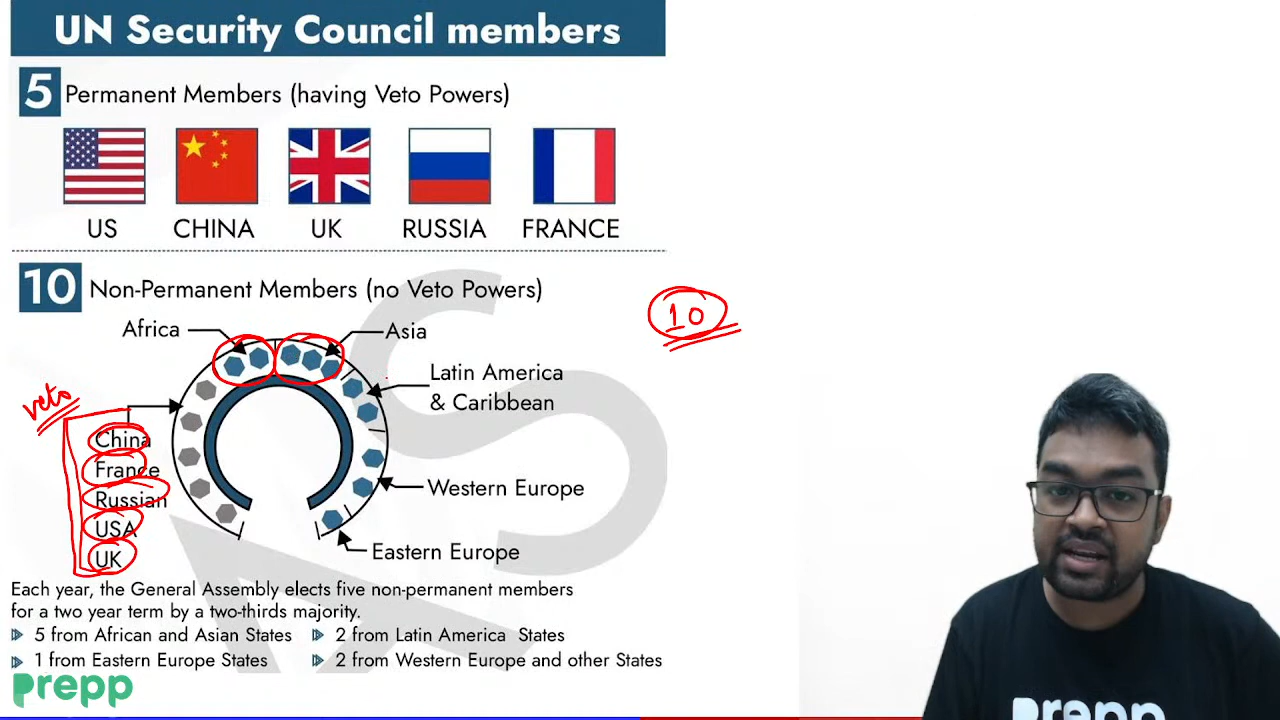 UN Security Council members
5 Permanent Members (having Veto Powers)
US CHINA UK RUSSIA FRANCE
10 Non-Permanent Members (no Veto Powers)
10
Africa
Asia
Latin America
& Caribbean
veto
China
France
Russian
USA
UK
Western Europe
Eastern Europe
Each year, the General Assembly elects five non-permanent members
for a two year term by a two-thirds majority.
5 from African and Asian States 2 from Latin America States
1 from Eastern Europe States 2 from Western Europe and other States
prepp
prepp